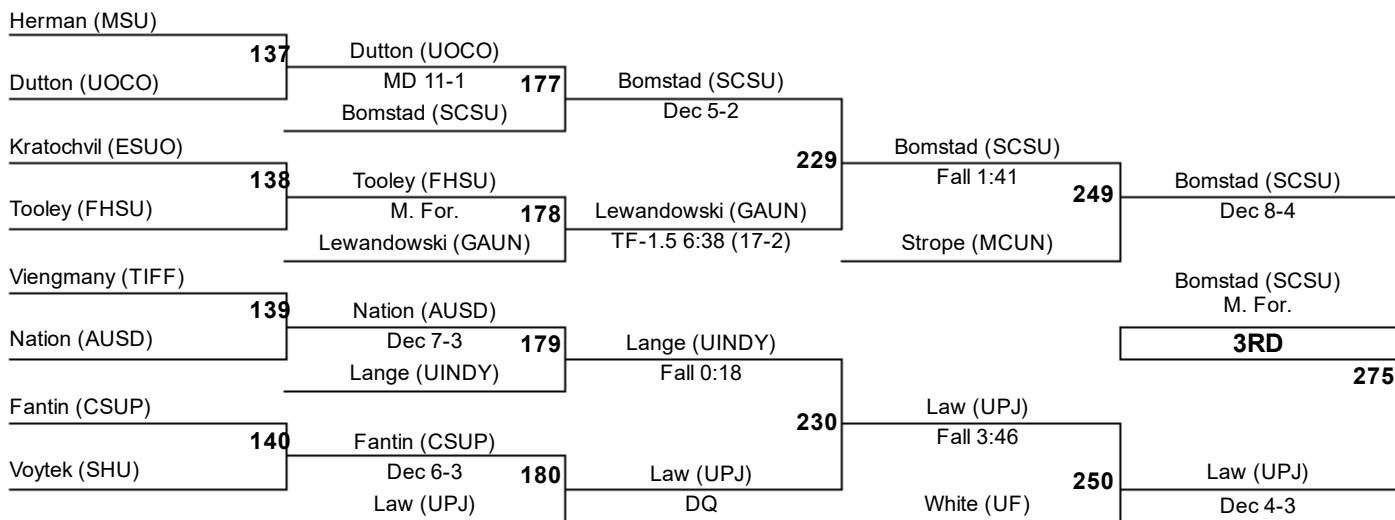 Herman (MSU)
137
Dutton (UOCO)
Dutton (UOCO)
MD 11-1
177
Bomstad (SCSU)
Bomstad (SCSU)
Dec 5-2
Kratochvil (ESUO)
138
Tooley (FHSU)
Tooley (FHSU)
M. For.
178
Lewandowski (GAUN)
Lewandowski (GAUN)
TF-1.5 6:38 (17-2)
229
Bomstad (SCSU)
Fall 1:41
249
Strope (MCUN)
Bomstad (SCSU)
Dec 8-4
Viengmany (TIFF)
139
Nation (AUSD)
Nation (AUSD)
Dec 7-3
179
Lange (UINDY)
Lange (UINDY)
Fall 0:18
Fantin (CSUP)
140
Voytek (SHU)
Fantin (CSUP)
Dec 6-3
180
Law (UPJ)
Law (UPJ)
DQ
230
Law (UPJ)
Fall 3:46
250
White (UF)
Law (UPJ)
Dec 4-3
Bomstad (SCSU)
M. For.
3RD
275